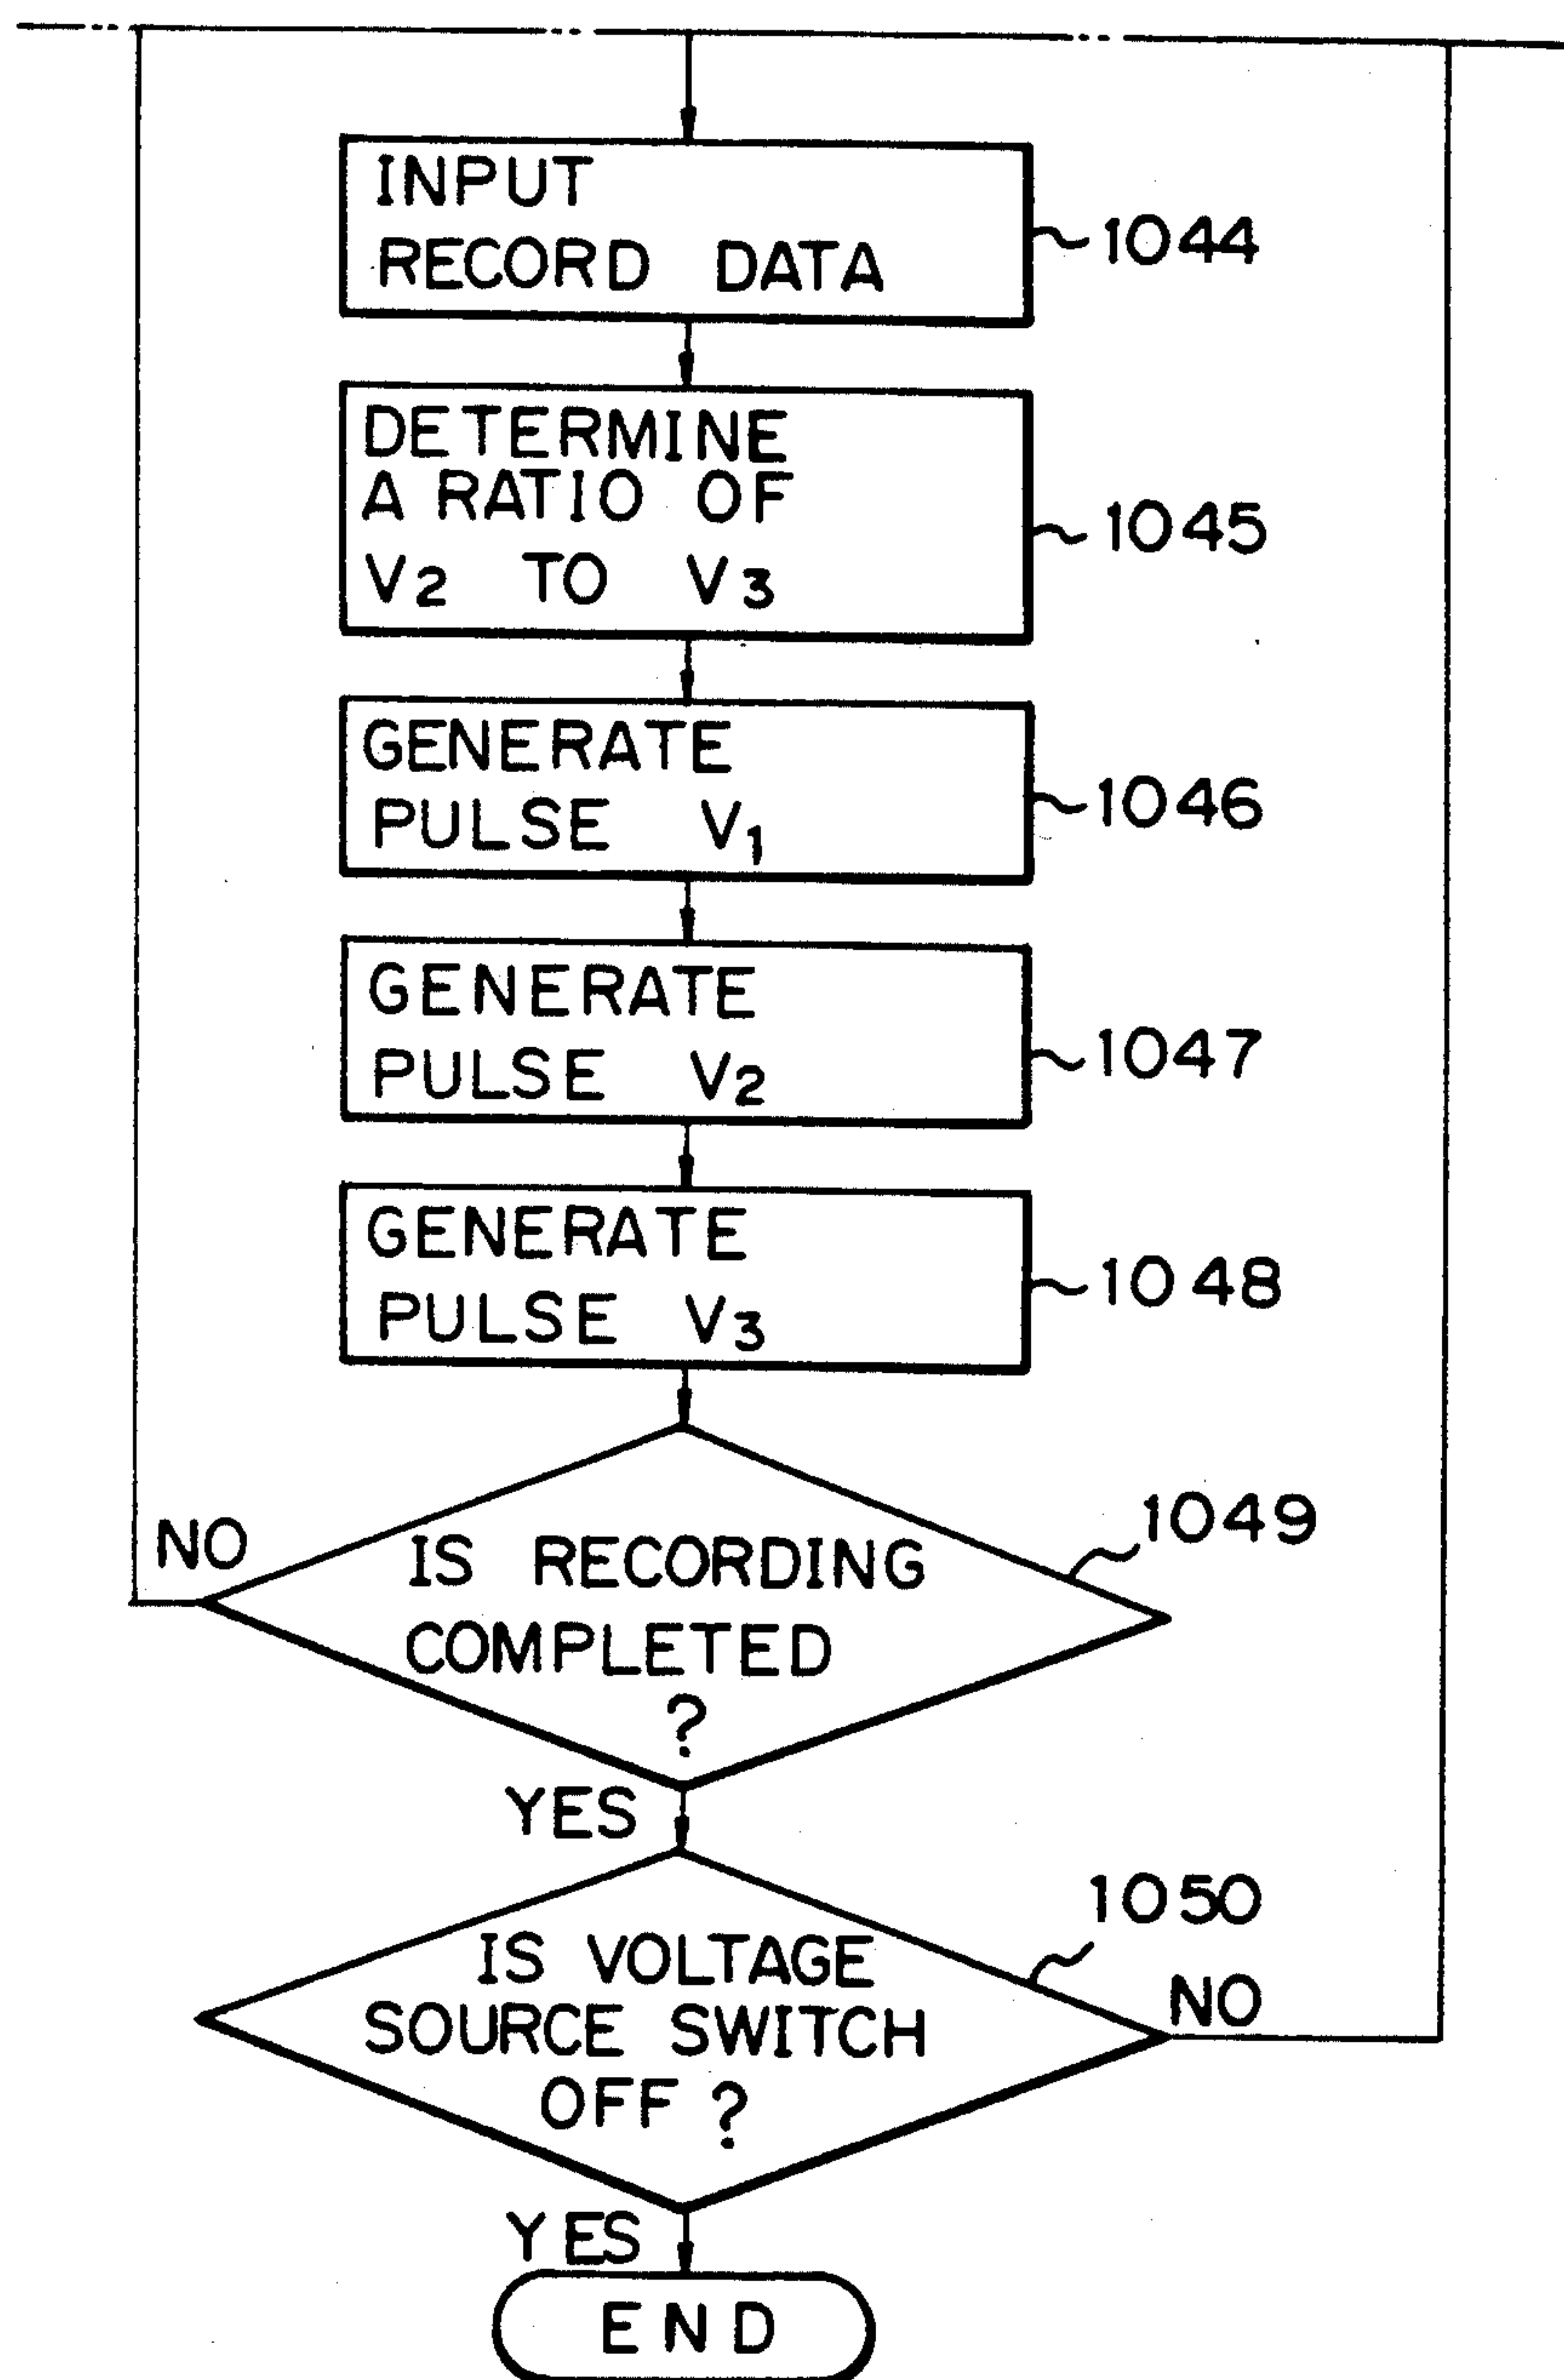 INPUT
RECORD DATA
1044
DETERMINE
A RATIO OF
V2 TO V3
1045
GENERATE
PULSE V1
1046
GENERATE
PULSE V2
1047
GENERATE
PULSE V3
1048
1049
NO
IS RECORDING
COMPLETED
?
YES
1050
IS VOLTAGE
SOURCE SWITCH
OFF ?
NO
YES
END